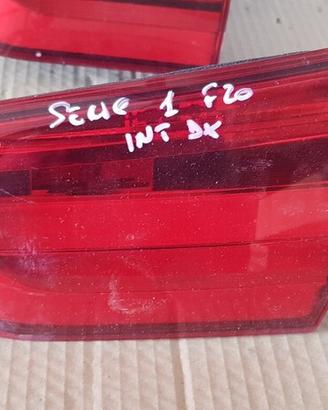 SERIE 1 F20
INT DX